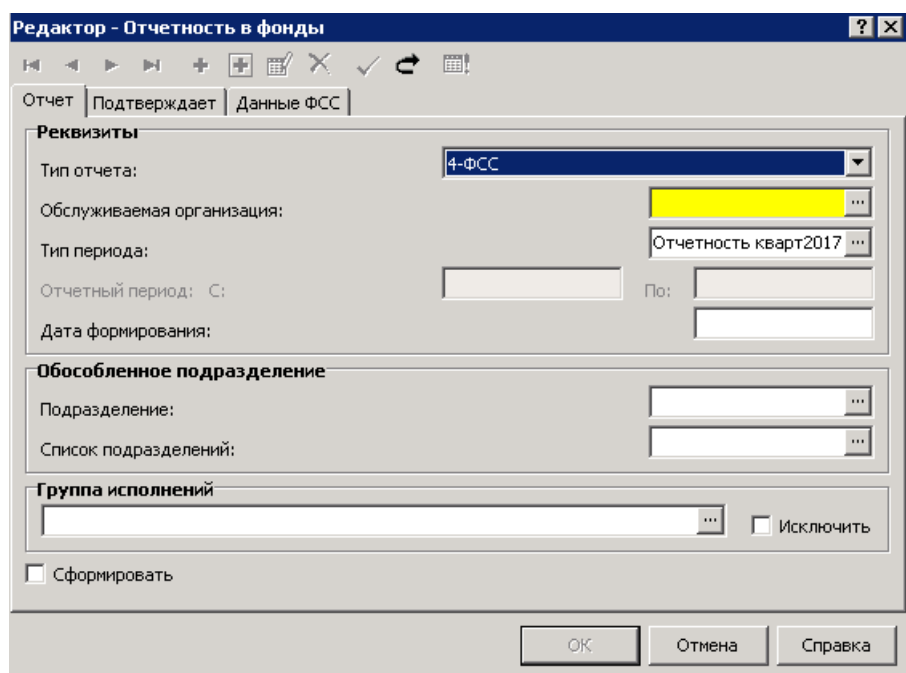 Редактор - Отчетность в фонды
Отчет Подтверждает Данные ФСС
Реквизиты
Тип отчета: 4-ФСС
Обслуживаемая организация: ...
Тип периода: Отчетность кварт2017 ...
Отчетный период: С: По:
Дата формирования:
Обособленное подразделение
Подразделение: ...
Список подразделений: ...
Группа исполнений
... Исключить
Сформировать
ОК Отмена Справка